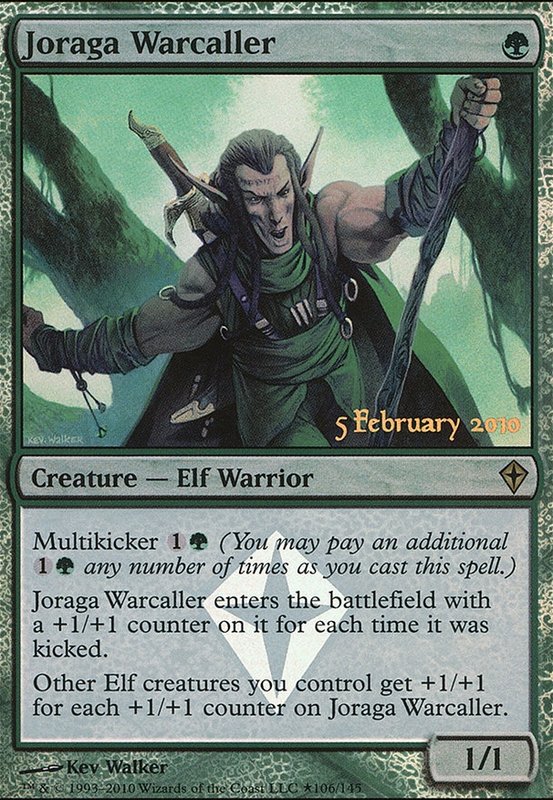 Joraga Warcaller
KEV. WALKER
5 February 2010
Creature — Elf Warrior
Multikicker 1 (You may pay an additional
1 any number of times as you cast this spell.)
Joraga Warcaller enters the battlefield with
a +1/+1 counter on it for each time it was
kicked.
Other Elf creatures you control get +1/+1
for each +1/+1 counter on Joraga Warcaller.
Kev Walker
1/1
™ & © 1993–2010 Wizards of the Coast LLC ★106/145